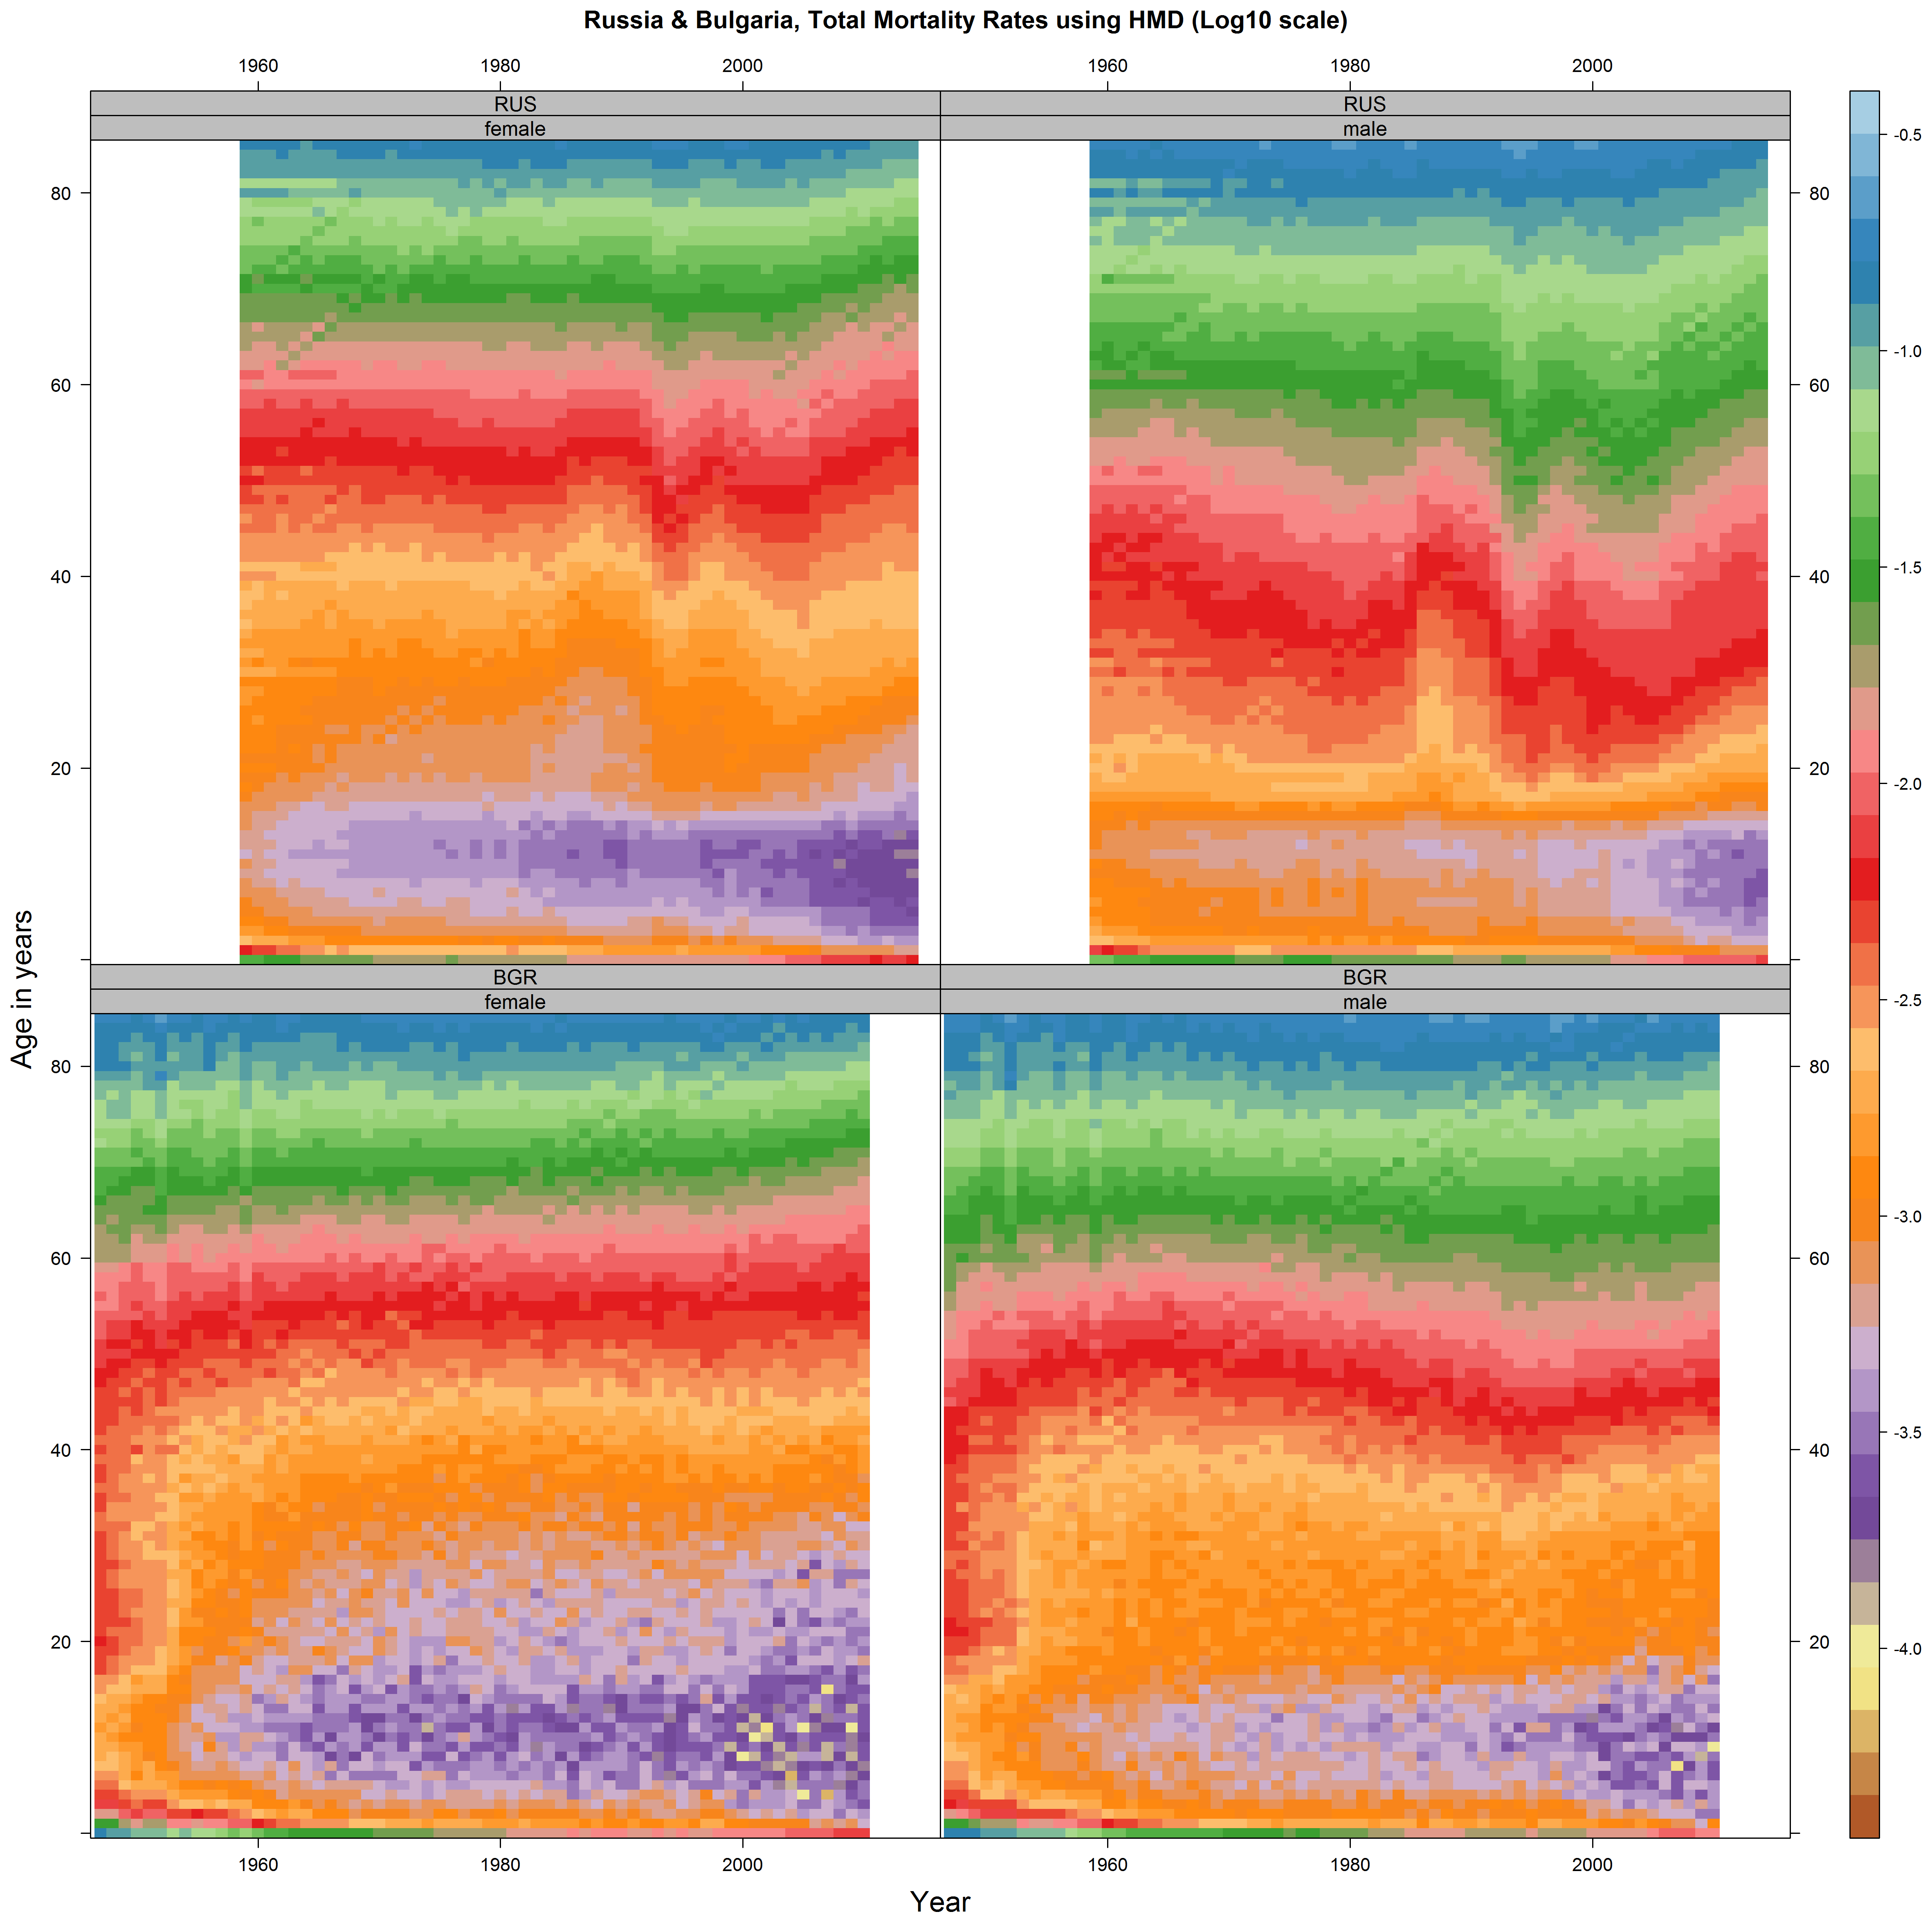 Russia & Bulgaria, Total Mortality Rates using HMD (Log10 scale)
1960 1980 2000 1960 1980 2000
RUS RUS
female male
80 80
60 60
40 40
20 20
BGR BGR
female male
80 80
60 60
40 40
20 20
1960 1980 2000 1960 1980 2000
Age in years
Year
-0.5
-1.0
-1.5
-2.0
-2.5
-3.0
-3.5
-4.0